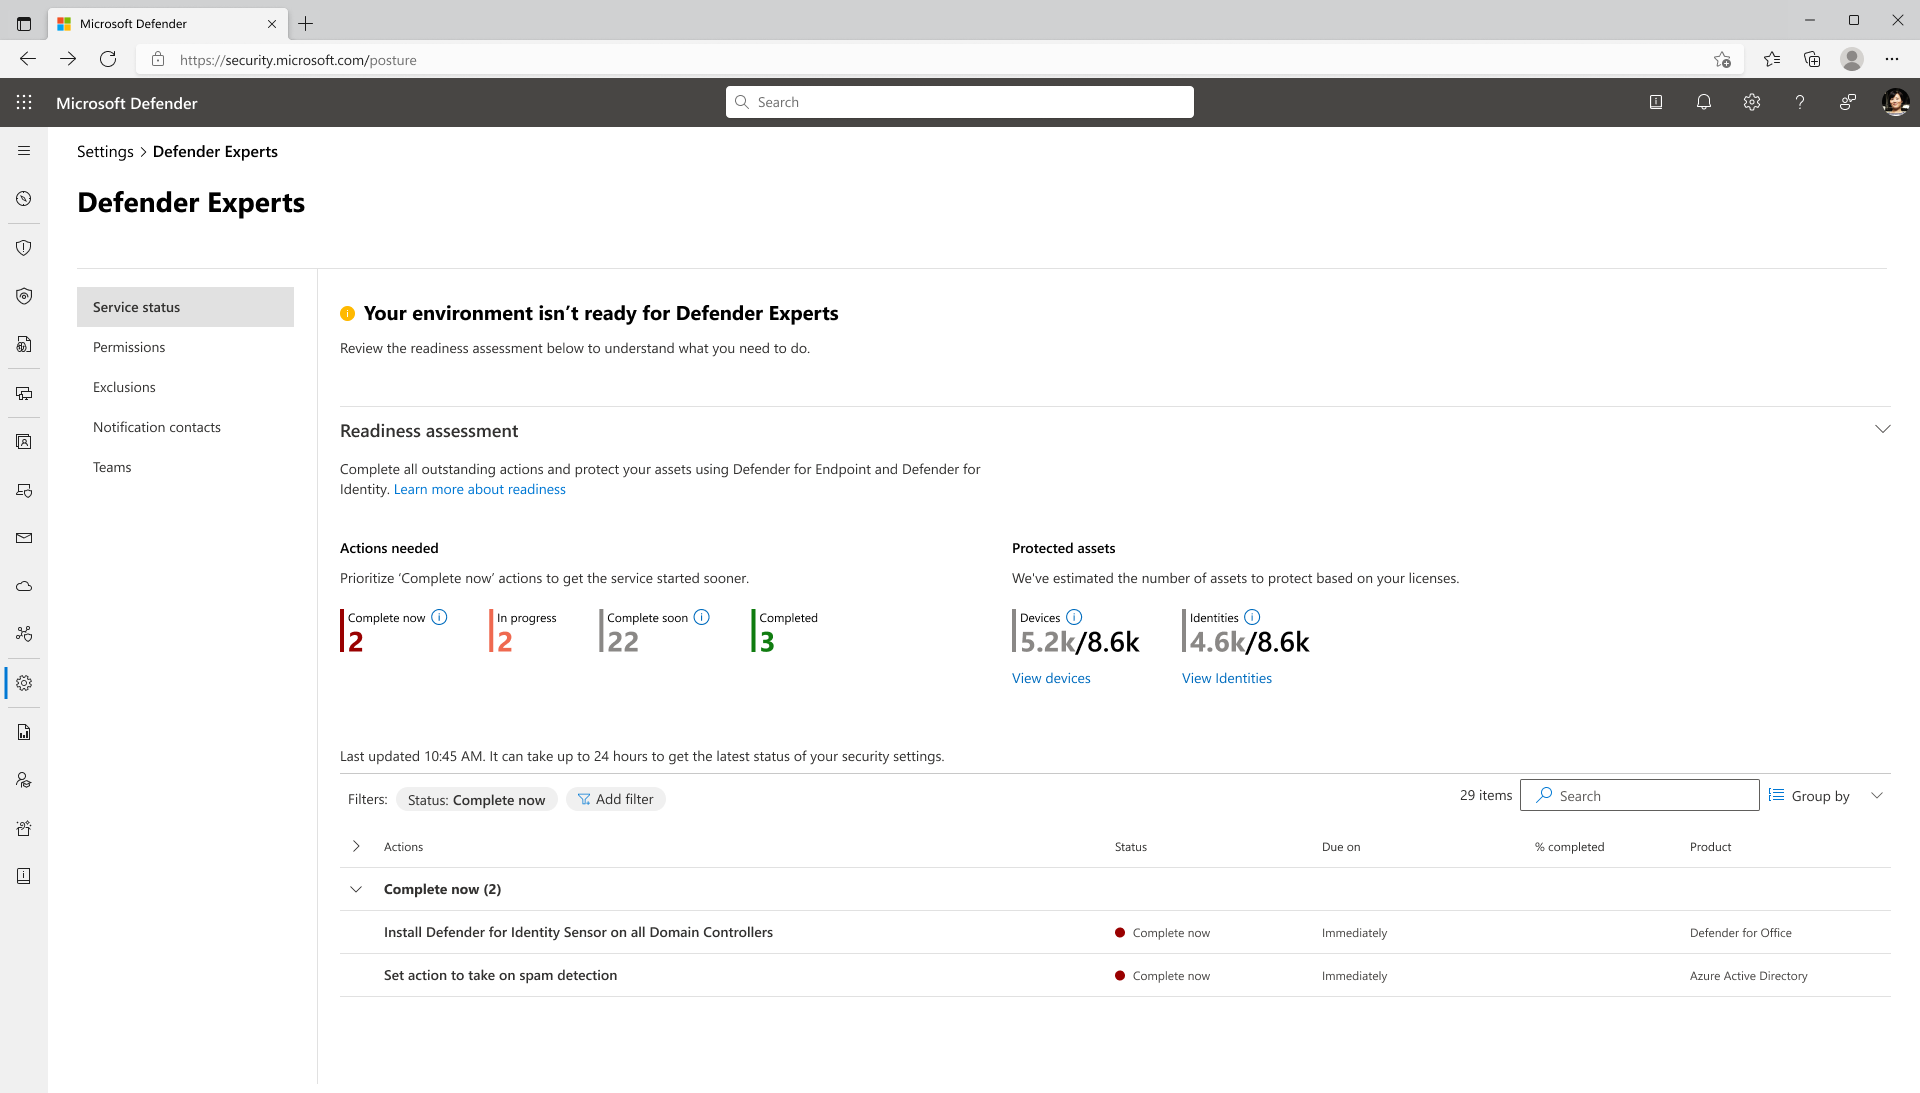 Microsoft Defender
https://security.microsoft.com/posture
Microsoft Defender
Search
Settings > Defender Experts
Defender Experts
Service status
Permissions
Exclusions
Notification contacts
Teams
Your environment isn’t ready for Defender Experts
Review the readiness assessment below to understand what you need to do.
Readiness assessment
Complete all outstanding actions and protect your assets using Defender for Endpoint and Defender for
Identity. Learn more about readiness
Actions needed
Prioritize ‘Complete now’ actions to get the service started sooner.
Complete now
2
In progress
2
Complete soon
22
Completed
3
Protected assets
We've estimated the number of assets to protect based on your licenses.
Devices
5.2k/8.6k
View devices
Identities
4.6k/8.6k
View Identities
Last updated 10:45 AM. It can take up to 24 hours to get the latest status of your security settings.
Filters: Status: Complete now Add filter 29 items Search Group by
Actions Status Due on % completed Product
Complete now (2)
Install Defender for Identity Sensor on all Domain Controllers Complete now Immediately Defender for Office
Set action to take on spam detection Complete now Immediately Azure Active Directory